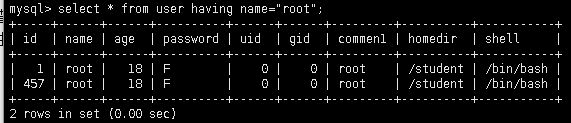 mysql> select * from user having name="root";
+-----+------+------+----------+------+------+---------+----------+-----------+
| id  | name | age  | password | uid  | gid  | commen1 | homedir  | shell     |
+-----+------+------+----------+------+------+---------+----------+-----------+
|   1 | root |   18 | F        |    0 |    0 | root    | /student | /bin/bash |
| 457 | root |   18 | F        |    0 |    0 | root    | /student | /bin/bash |
+-----+------+------+----------+------+------+---------+----------+-----------+
2 rows in set (0.00 sec)